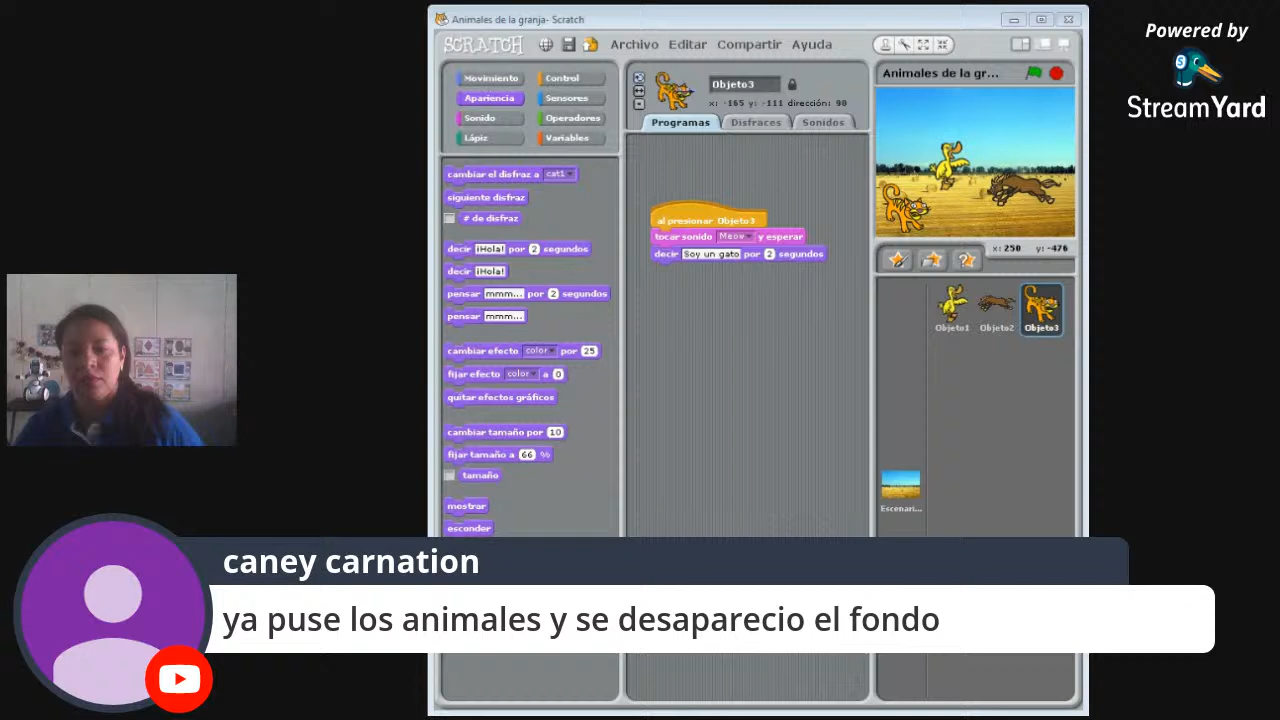 Animales de la granja- Scratch
Powered by
StreamYard
SCRATCH
Archivo Editar Compartir Ayuda
Movimiento
Control
Apariencia
Sensores
Sonido
Operadores
Lápiz
Variables
Objeto3
x: -165 y: -111 dirección: 90
Programas Disfraces Sonidos
Animales de la gr...
cambiar el disfraz a cat1
siguiente disfraz
# de disfraz
decir ¡Hola! por 2 segundos
decir ¡Hola!
pensar mmm... por 2 segundos
pensar mmm...
cambiar efecto color por 25
fijar efecto color a 0
quitar efectos gráficos
cambiar tamaño por 10
fijar tamaño a 66 %
tamaño
mostrar
esconder
al presionar Objeto3
tocar sonido Meow y esperar
decir Soy un gato por 2 segundos
x: 250 y: -476
Objeto1 Objeto2 Objeto3
Escenari...
caney carnation
ya puse los animales y se desaparecio el fondo